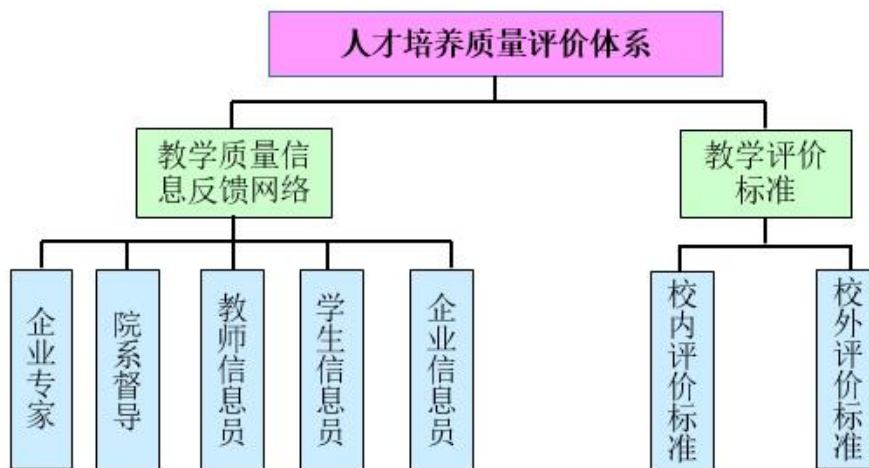 人才培养质量评价体系
教学质量信
息反馈网络
教学评价
标准
企业专家
院系督导
教师信息员
学生信息员
企业信息员
校内评价标准
校外评价标准